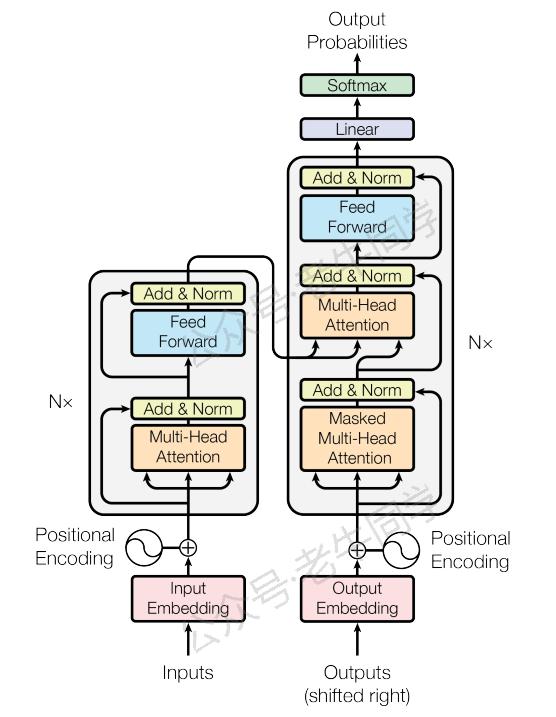 Output
Probabilities
Softmax
Linear
Add & Norm
Feed
Forward
Add & Norm
Multi-Head
Attention
Add & Norm
Masked
Multi-Head
Attention
Nx
Add & Norm
Feed
Forward
Add & Norm
Multi-Head
Attention
Nx
Positional
Encoding
Positional
Encoding
Input
Embedding
Output
Embedding
Inputs
Outputs
(shifted right)
公众号·老牛同学
公众号·老牛同学